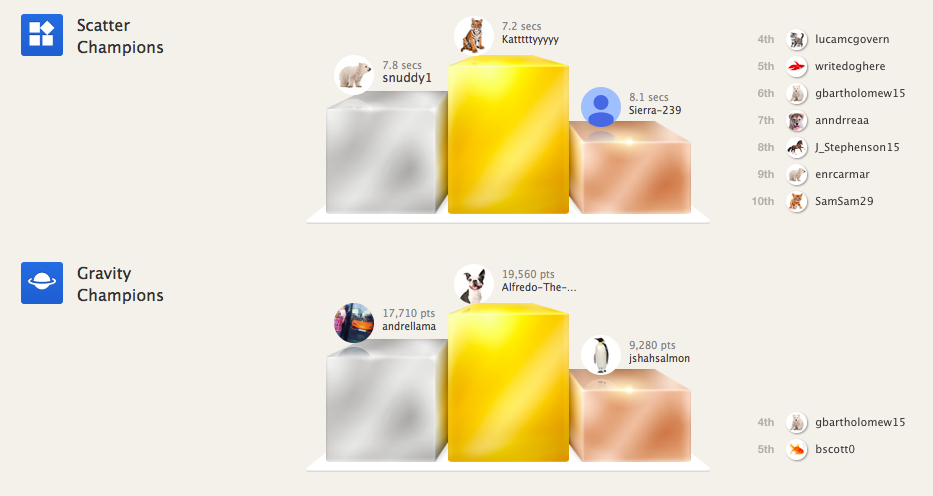 Scatter
Champions
7.2 secs
Katttttyyyyy
7.8 secs
snuddy1
8.1 secs
Sierra-239
4th lucamcgovern
5th writedoghere
6th gbartholomew15
7th anndrreaa
8th J_Stephenson15
9th enrcarmar
10th SamSam29
Gravity
Champions
19,560 pts
Alfredo-The-...
17,710 pts
andrellama
9,280 pts
jshahsalmon
4th gbartholomew15
5th bscott0